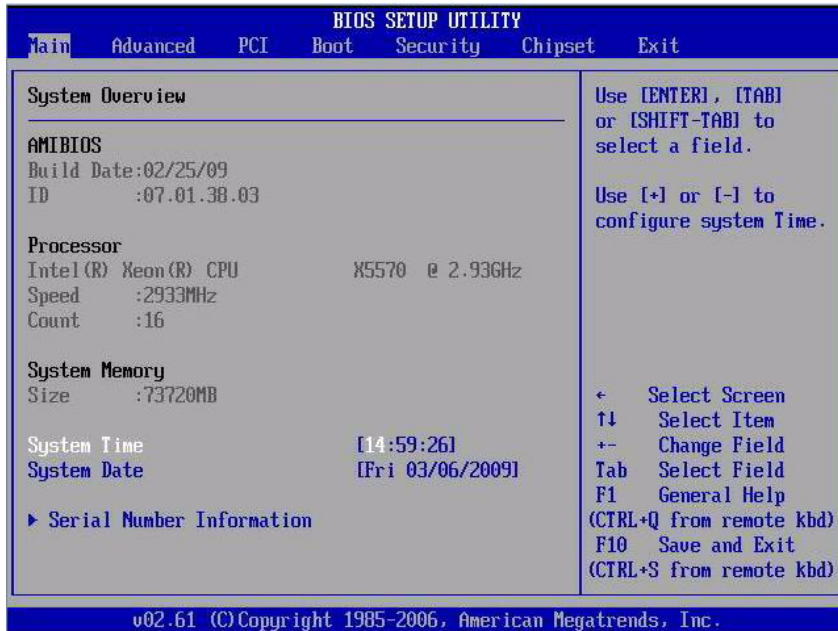 BIOS SETUP UTILITY
Main Advanced PCI Boot Security Chipset Exit
System Overview
AMIBIOS
Build Date:02/25/09
ID :07.01.38.03
Processor
Intel(R) Xeon(R) CPU X5570 @ 2.93GHz
Speed :2933MHz
Count :16
System Memory
Size :73720MB
System Time [14:59:26]
System Date [Fri 03/06/2009]
▶ Serial Number Information
Use [ENTER], [TAB]
or [SHIFT-TAB] to
select a field.
Use [+] or [-] to
configure system Time.
← Select Screen
↑↓ Select Item
+- Change Field
Tab Select Field
F1 General Help
(CTRL+Q from remote kbd)
F10 Save and Exit
(CTRL+S from remote kbd)
v02.61 (C)Copyright 1985-2006, American Megatrends, Inc.